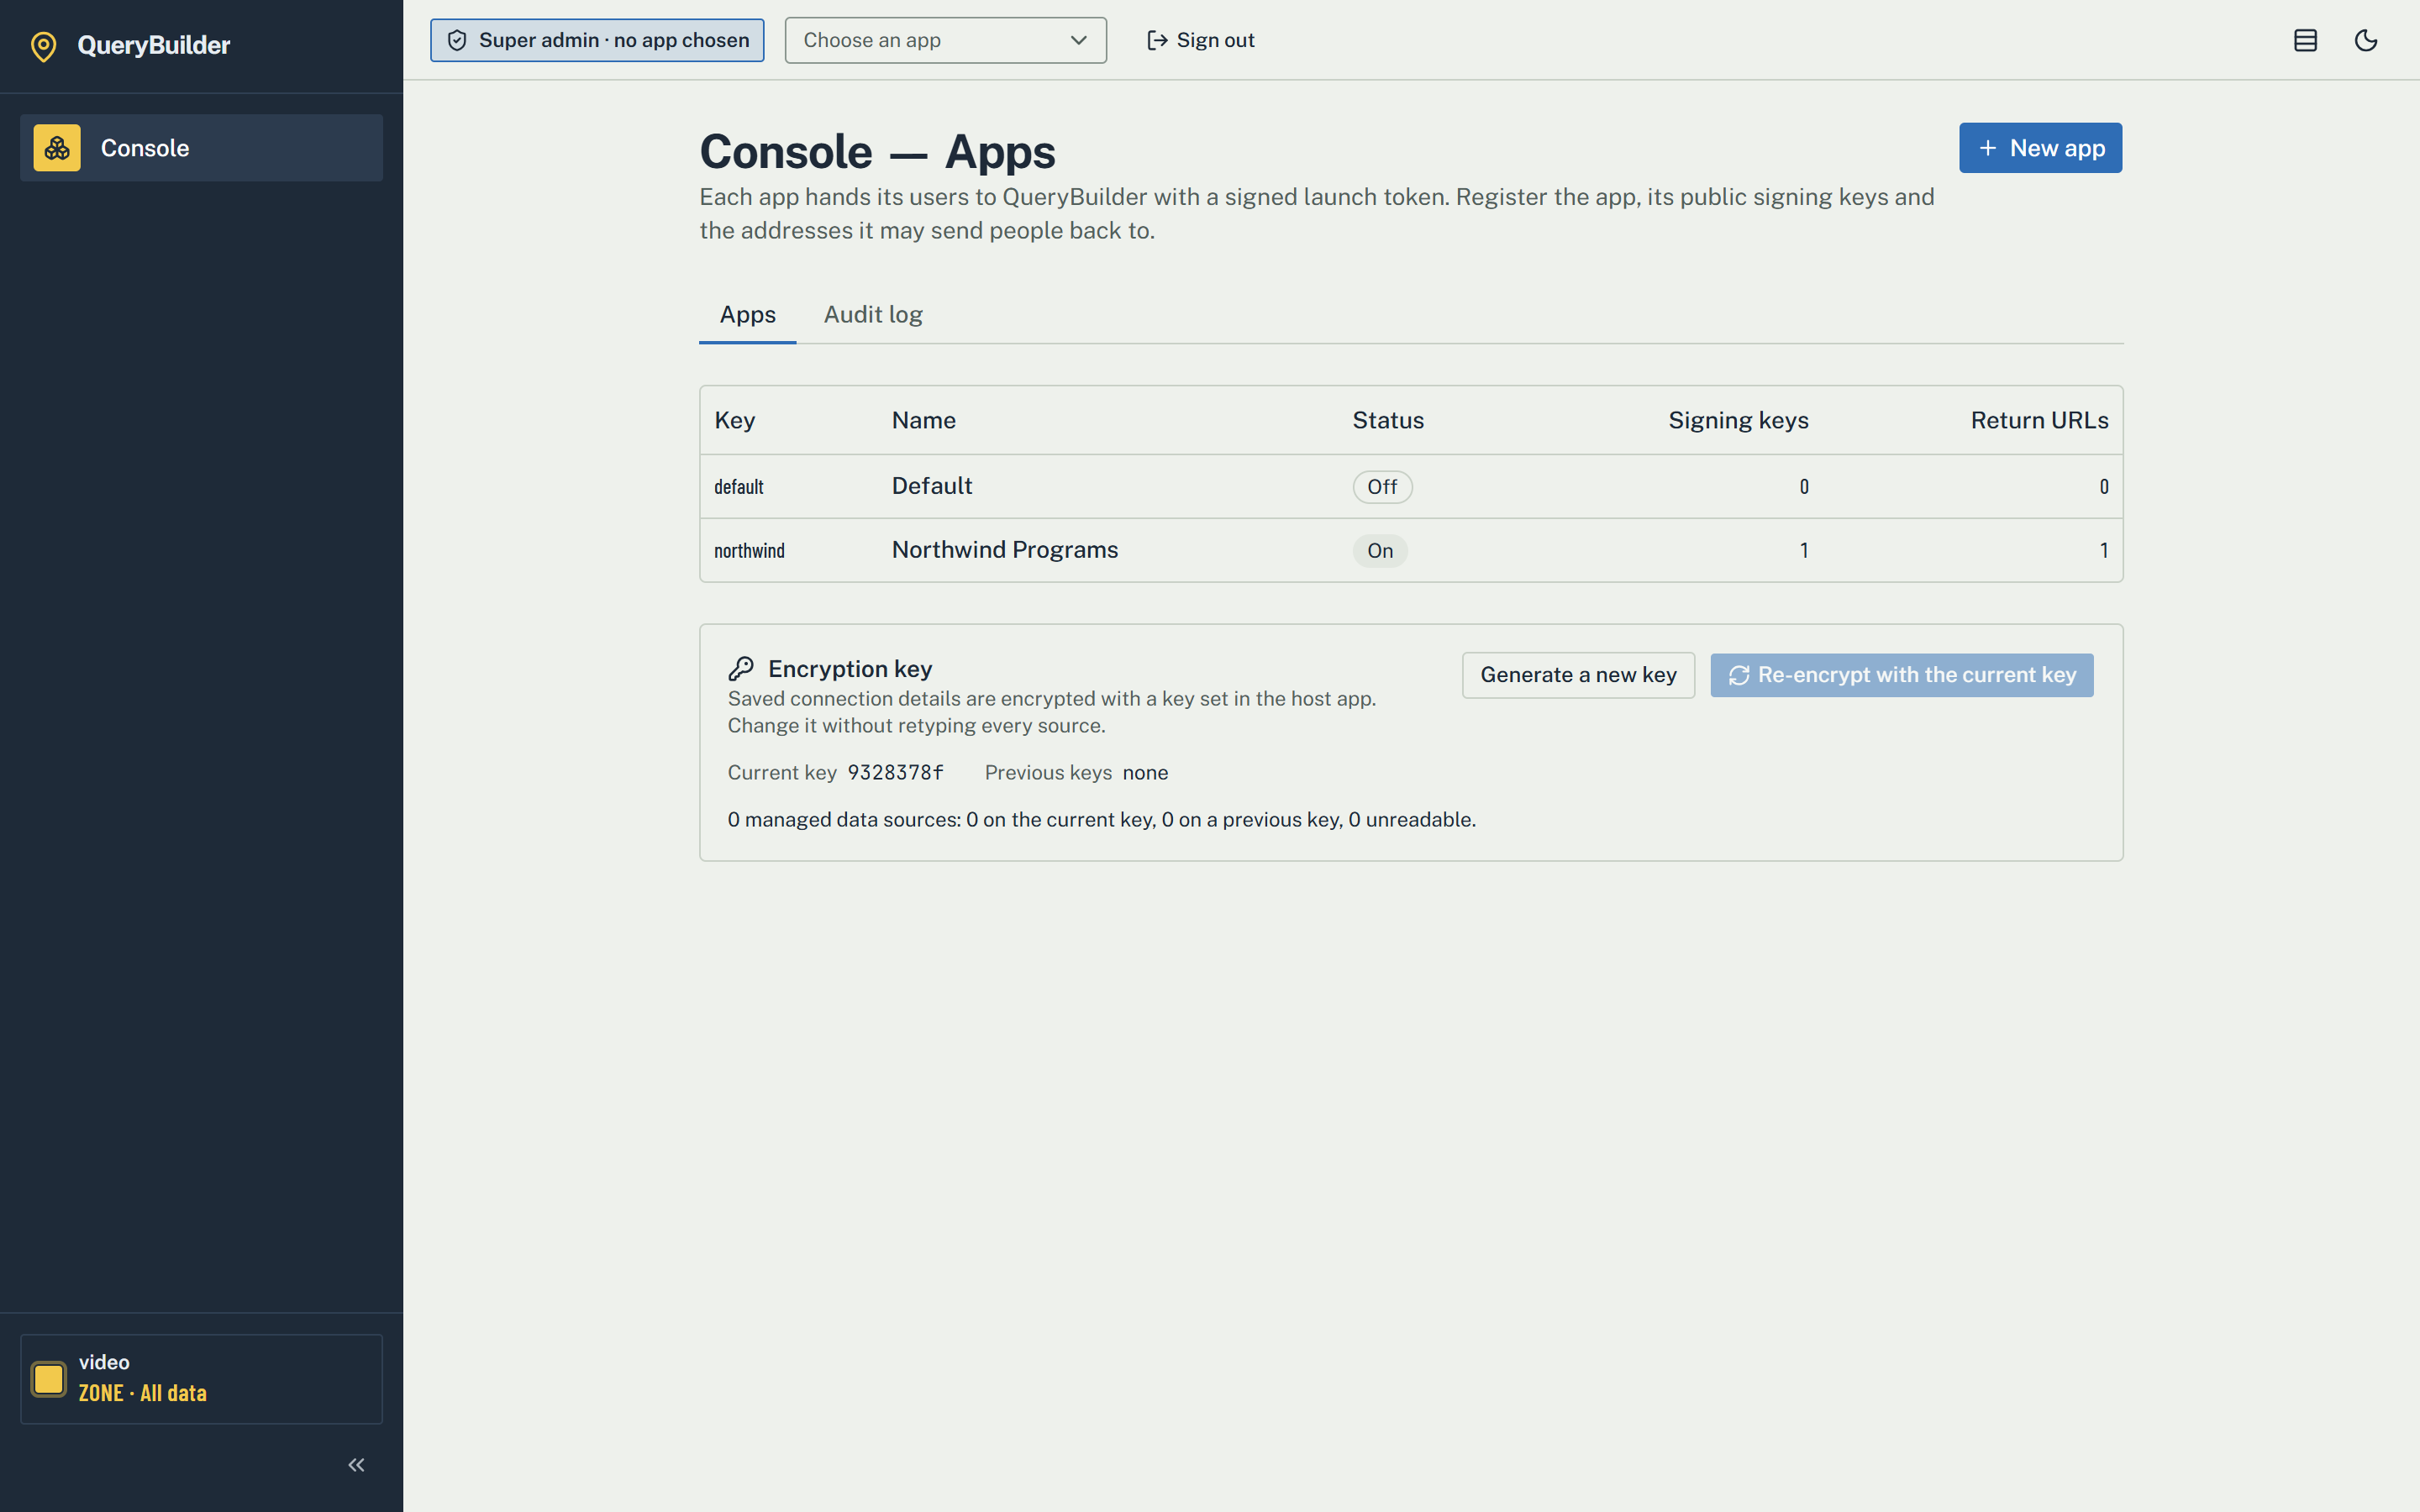 QueryBuilder
Console
Super admin · no app chosen
Choose an app
Sign out
Console — Apps
New app
Each app hands its users to QueryBuilder with a signed launch token. Register the app, its public signing keys and
the addresses it may send people back to.
Apps Audit log
Key Name Status Signing keys Return URLs
default Default Off 0 0
northwind Northwind Programs On 1 1
Encryption key
Generate a new key
Re-encrypt with the current key
Saved connection details are encrypted with a key set in the host app.
Change it without retyping every source.
Current key 9328378f Previous keys none
0 managed data sources: 0 on the current key, 0 on a previous key, 0 unreadable.
video
ZONE · All data